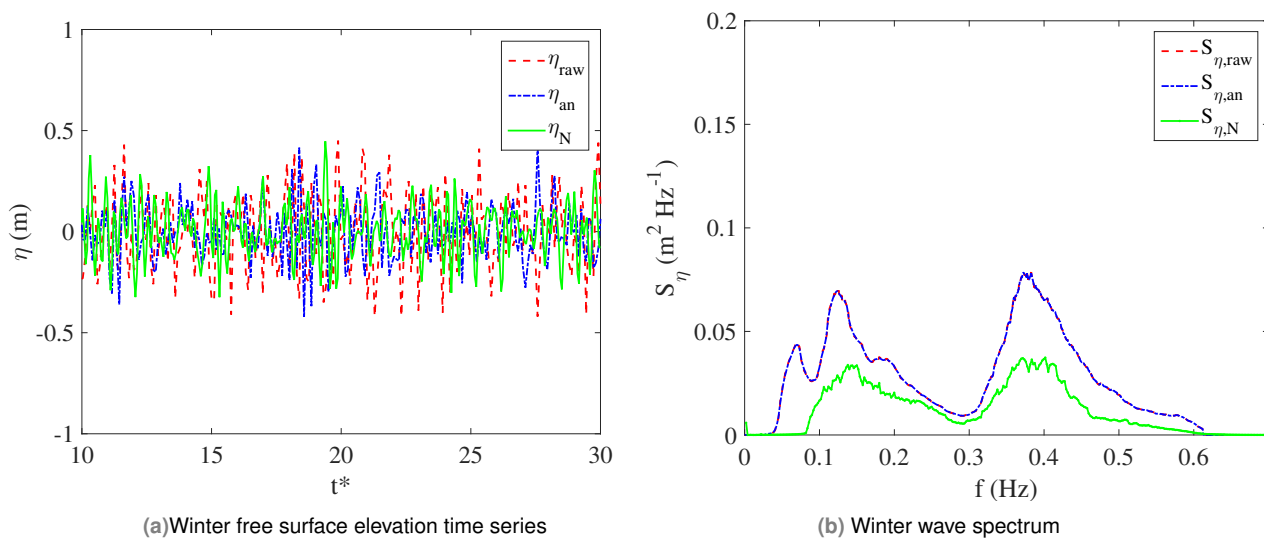 1
0.5
0
-0.5
-1
η (m)
10
15
20
25
30
t*
η_raw
η_an
η_N
(a)Winter free surface elevation time series
0.2
0.15
0.1
0.05
0
S_η (m² Hz⁻¹)
0
0.1
0.2
0.3
0.4
0.5
0.6
f (Hz)
S_η,raw
S_η,an
S_η,N
(b) Winter wave spectrum